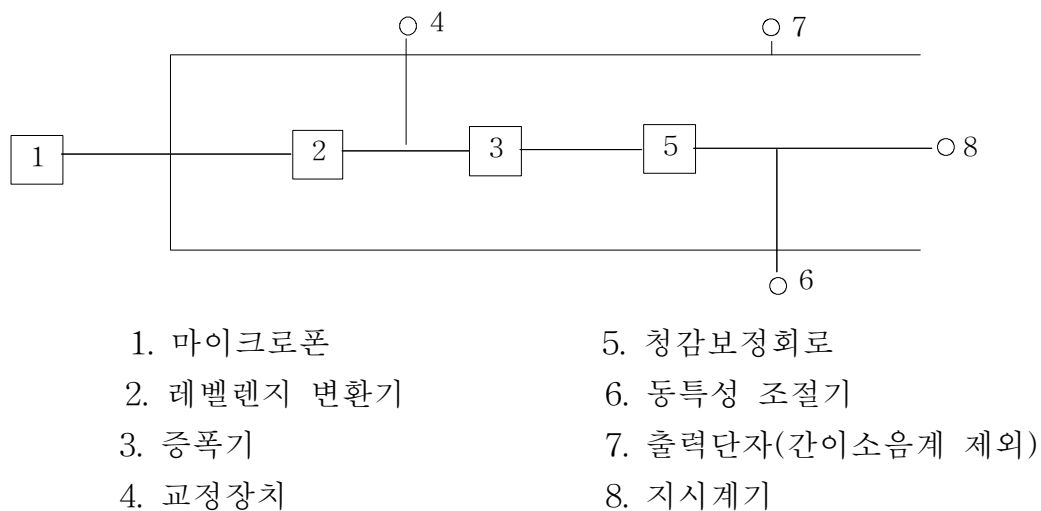 4
7
1
2
3
5
8
6
1. 마이크로폰
5. 청감보정회로
2. 레벨렌지 변환기
6. 동특성 조절기
3. 증폭기
7. 출력단자(간이소음계 제외)
4. 교정장치
8. 지시계기